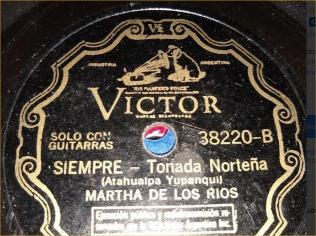 VE
INDUSTRIA ARGENTINA
"HIS MASTER'S VOICE"
VICTOR
SOLO CON
GUITARRAS
38220-B
SIEMPRE - Tonada Norteña
(Atahualpa Yupanqui)
MARTHA DE LOS RIOS